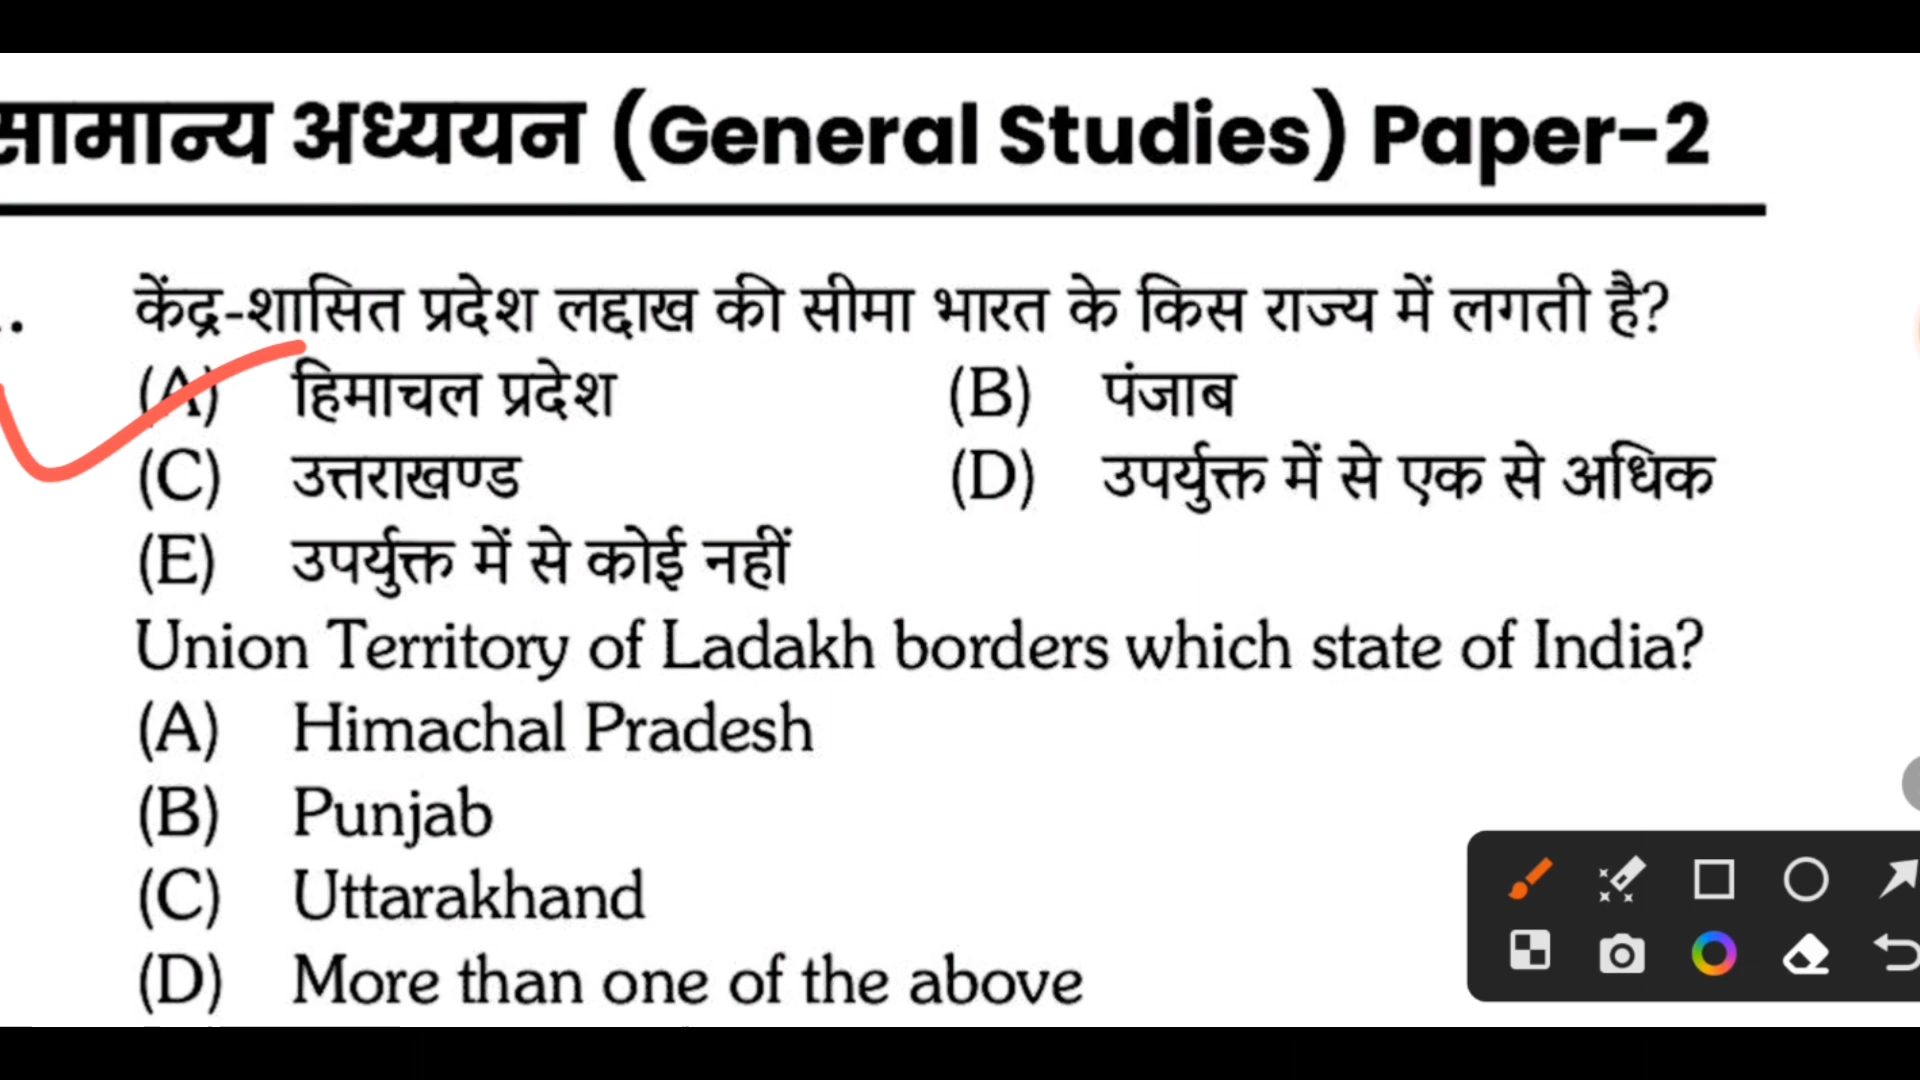 सामान्य अध्ययन (General Studies) Paper-2
केंद्र-शासित प्रदेश लद्दाख की सीमा भारत के किस राज्य में लगती है?
(A) हिमाचल प्रदेश (B) पंजाब
(C) उत्तराखण्ड (D) उपर्युक्त में से एक से अधिक
(E) उपर्युक्त में से कोई नहीं
Union Territory of Ladakh borders which state of India?
(A) Himachal Pradesh
(B) Punjab
(C) Uttarakhand
(D) More than one of the above